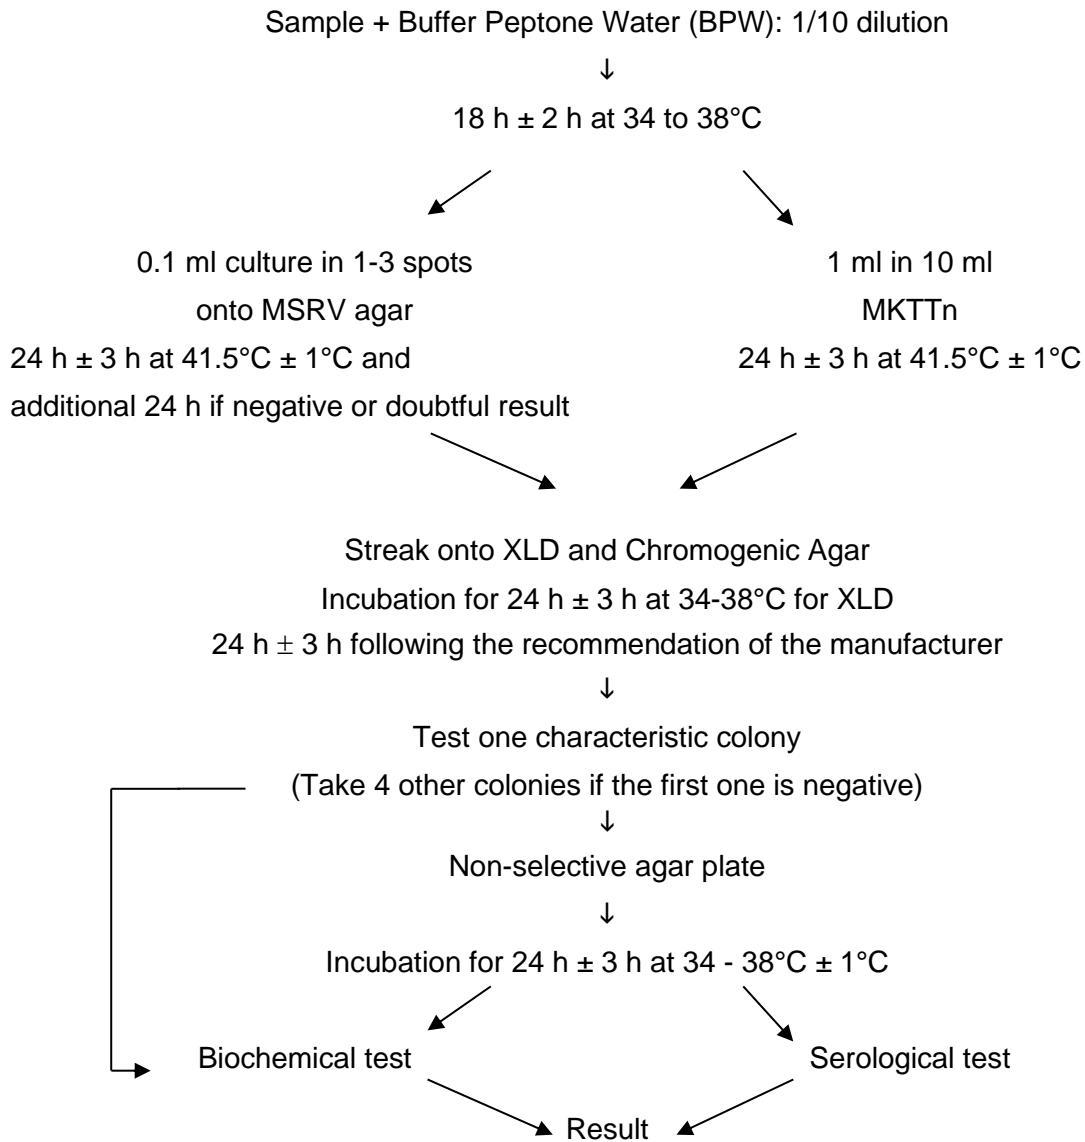 Sample + Buffer Peptone Water (BPW): 1/10 dilution
↓
18 h ± 2 h at 34 to 38°C
0.1 ml culture in 1-3 spots
onto MSRV agar
24 h ± 3 h at 41.5°C ± 1°C and
additional 24 h if negative or doubtful result
1 ml in 10 ml
MKTTn
24 h ± 3 h at 41.5°C ± 1°C
Streak onto XLD and Chromogenic Agar
Incubation for 24 h ± 3 h at 34-38°C for XLD
24 h ± 3 h following the recommendation of the manufacturer
↓
Test one characteristic colony
(Take 4 other colonies if the first one is negative)
↓
Non-selective agar plate
↓
Incubation for 24 h ± 3 h at 34 - 38°C ± 1°C
Biochemical test
Serological test
Result